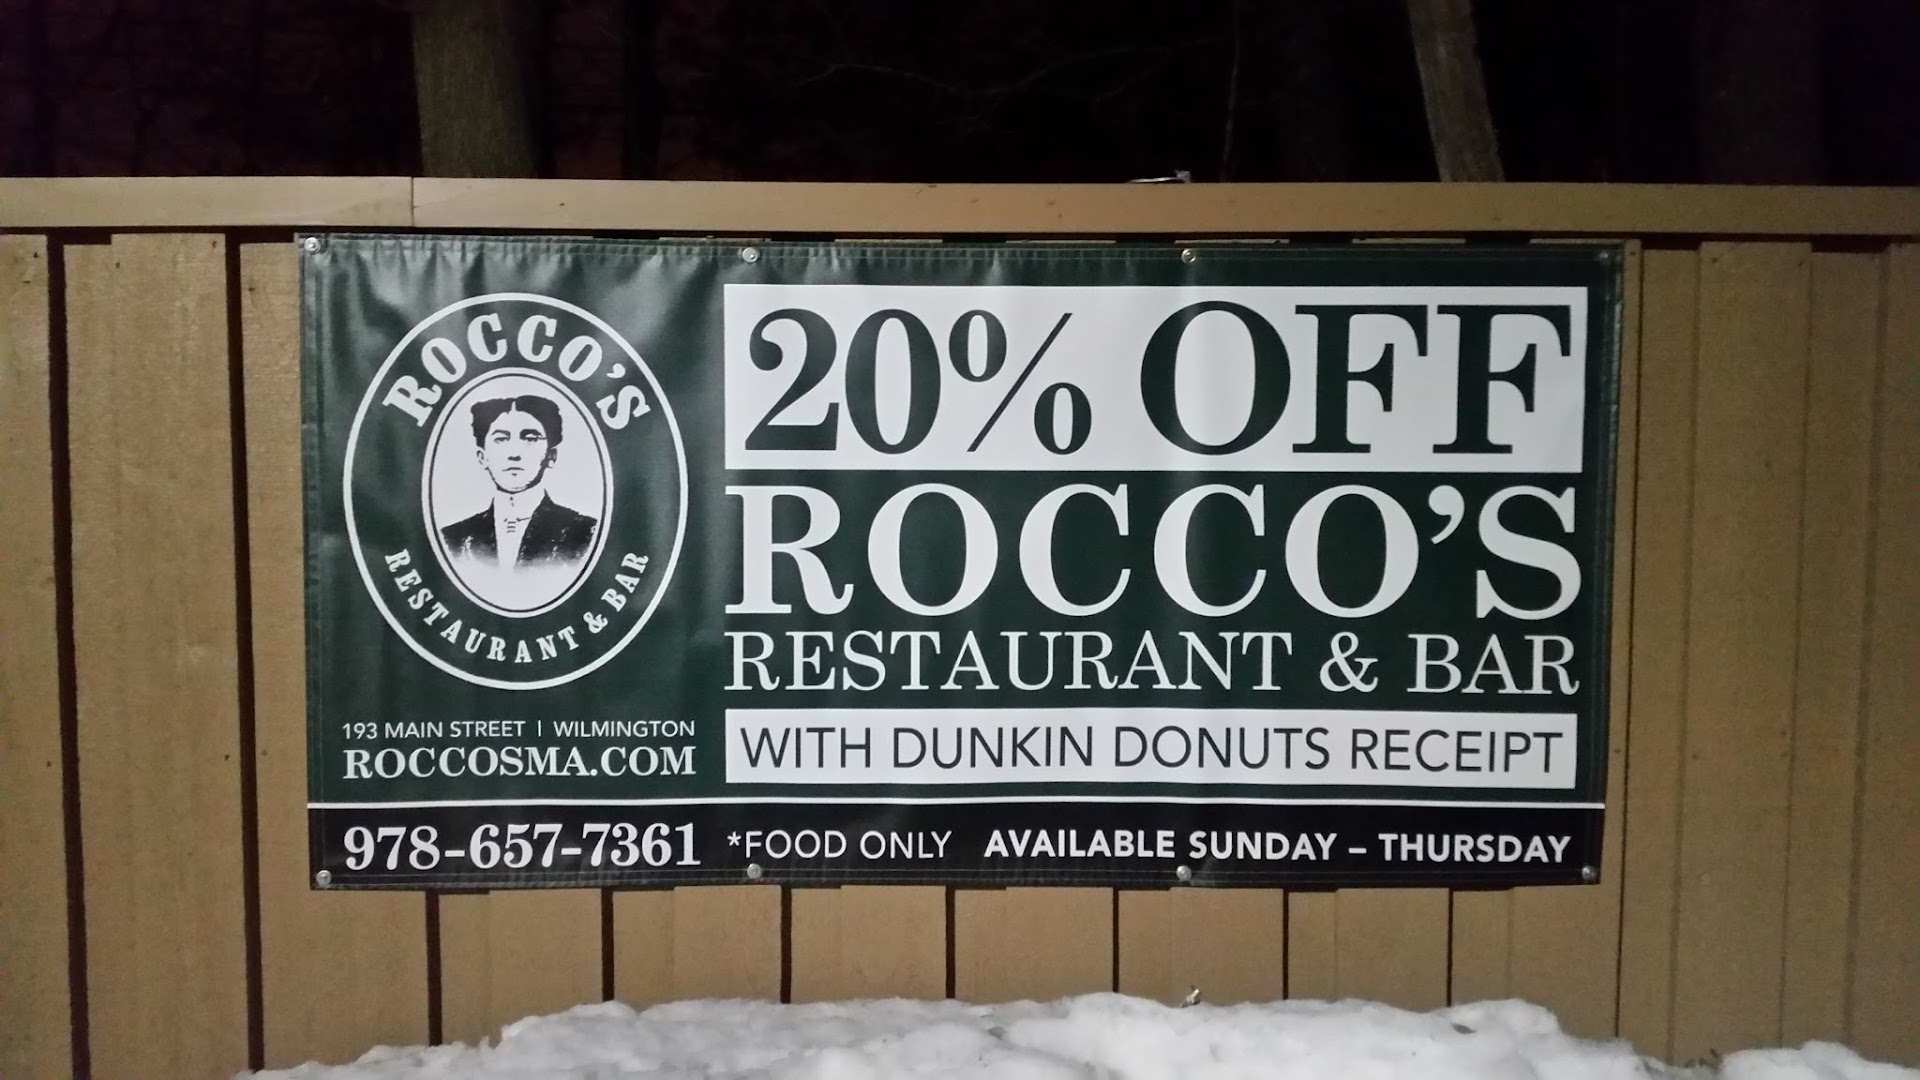 ROCCO'S
RESTAURANT & BAR
193 MAIN STREET | WILMINGTON
ROCCOSMA.COM
978-657-7361
20% OFF
ROCCO'S
RESTAURANT & BAR
WITH DUNKIN DONUTS RECEIPT
*FOOD ONLY AVAILABLE SUNDAY – THURSDAY